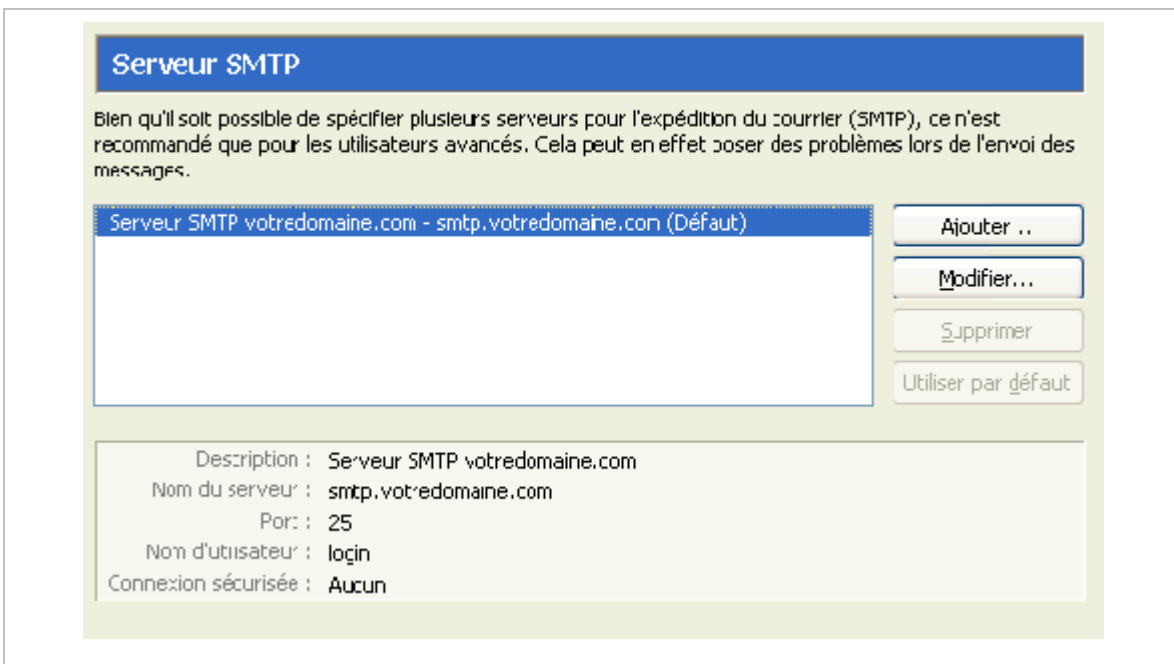 Serveur SMTP
Bien qu'il soit possible de spécifier plusieurs serveurs pour l'expédition du courrier (SMTP), ce n'est
recommandé que pour les utilisateurs avancés. Cela peut en effet poser des problèmes lors de l'envoi des
messages.
Serveur SMTP votredomaine.com - smtp.votredomaine.com (Défaut)
Ajouter ..
Modifier...
Supprimer
Utiliser par défaut
Description : Serveur SMTP votredomaine.com
Nom du serveur : smtp.votredomaine.com
Port : 25
Nom d'utilisateur : login
Connexion sécurisée : Aucun